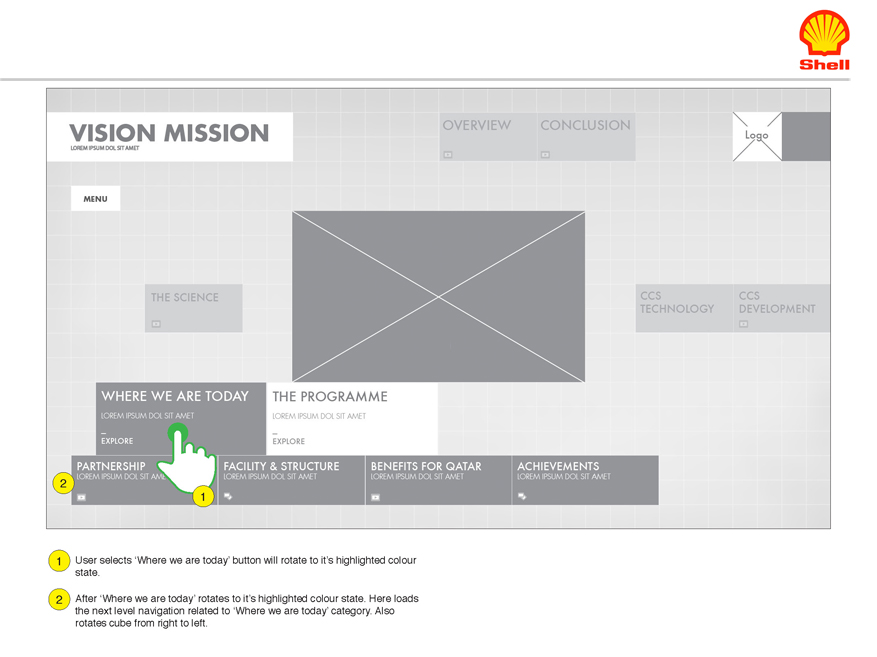 Shell
VISION MISSION
LOREM IPSUM DOL SIT AMET
OVERVIEW
CONCLUSION
Logo
MENU
THE SCIENCE
CCS
TECHNOLOGY
CCS
DEVELOPMENT
WHERE WE ARE TODAY
LOREM IPSUM DOL SIT AMET
EXPLORE
THE PROGRAMME
LOREM IPSUM DOL SIT AMET
EXPLORE
PARTNERSHIP
LOREM IPSUM DOL SIT AME
FACILITY & STRUCTURE
LOREM IPSUM DOL SIT AMET
BENEFITS FOR QATAR
LOREM IPSUM DOL SIT AMET
ACHIEVEMENTS
LOREM IPSUM DOL SIT AMET
2
1
1
User selects ‘Where we are today’ button will rotate to it’s highlighted colour
state.
2
After ‘Where we are today’ rotates to it’s highlighted colour state. Here loads
the next level navigation related to ‘Where we are today’ category. Also
rotates cube from right to left.